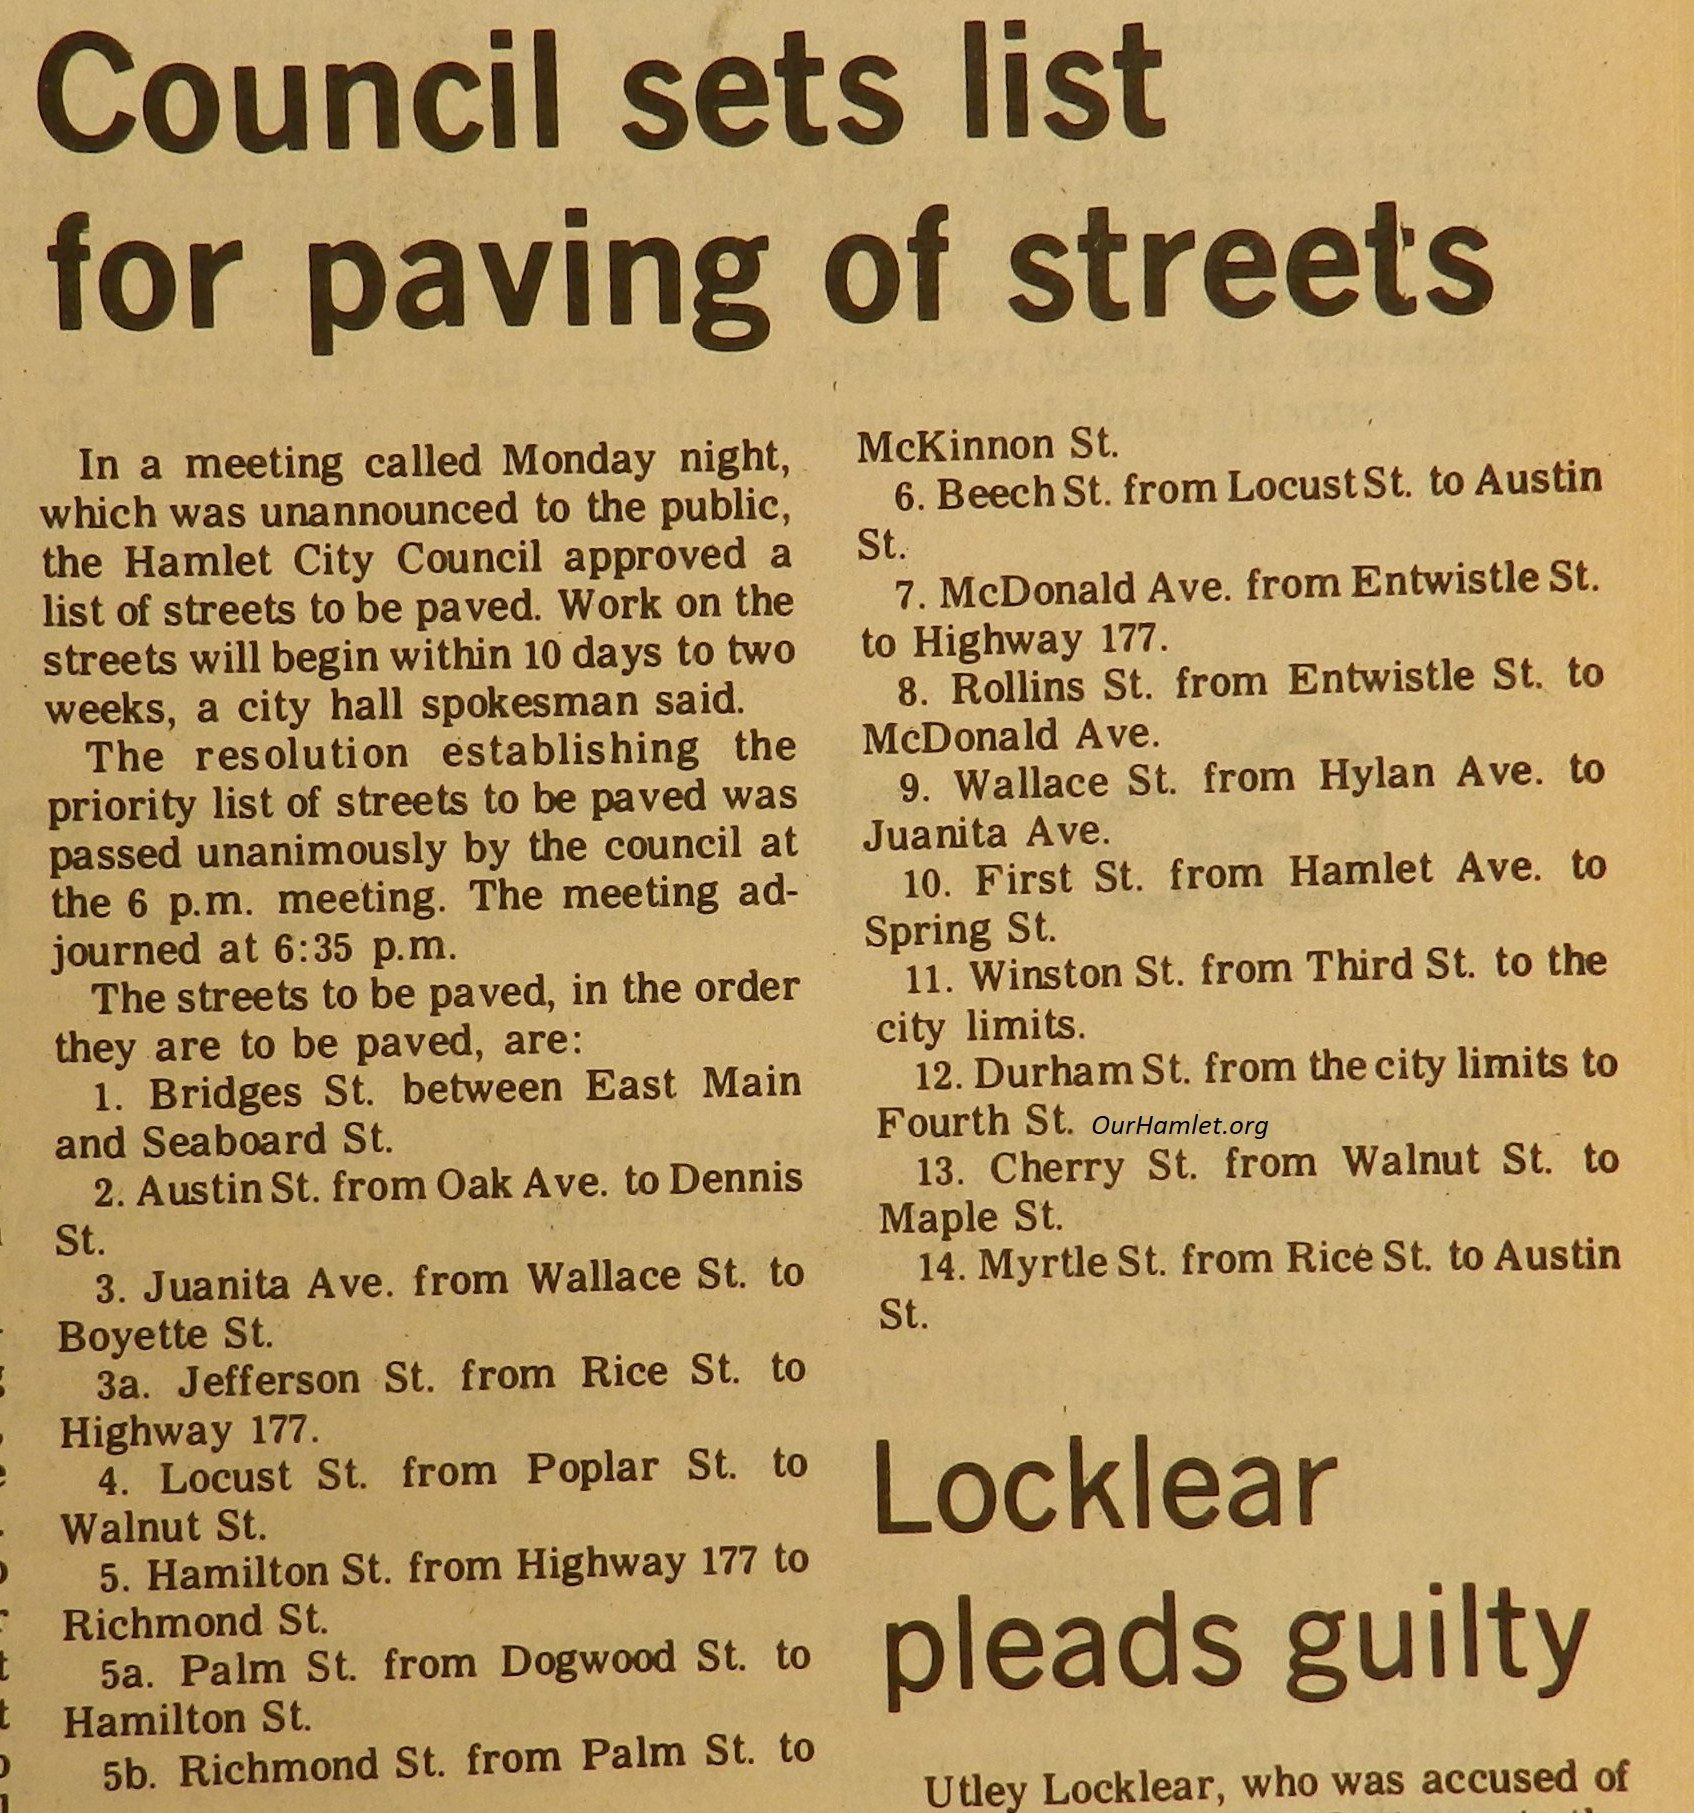 Council sets list
for paving of streets
In a meeting called Monday night,
which was unannounced to the public,
the Hamlet City Council approved a
list of streets to be paved. Work on the
streets will begin within 10 days to two
weeks, a city hall spokesman said.
The resolution establishing the
priority list of streets to be paved was
passed unanimously by the council at
the 6 p.m. meeting. The meeting ad-
journed at 6:35 p.m.
The streets to be paved, in the order
they are to be paved, are:
1. Bridges St. between East Main
and Seaboard St.
2. Austin St. from Oak Ave. to Dennis
St.
3. Juanita Ave. from Wallace St. to
Boyette St.
3a. Jefferson St. from Rice St. to
Highway 177.
4. Locust St. from Poplar St. to
Walnut St.
5. Hamilton St. from Highway 177 to
Richmond St.
5a. Palm St. from Dogwood St. to
Hamilton St.
5b. Richmond St. from Palm St. to
McKinnon St.
6. Beech St. from Locust St. to Austin
St.
7. McDonald Ave. from Entwistle St.
to Highway 177.
8. Rollins St. from Entwistle St. to
McDonald Ave.
9. Wallace St. from Hylan Ave. to
Juanita Ave.
10. First St. from Hamlet Ave. to
Spring St.
11. Winston St. from Third St. to the
city limits.
12. Durham St. from the city limits to
Fourth St. OurHamlet.org
13. Cherry St. from Walnut St. to
Maple St.
14. Myrtle St. from Rice St. to Austin
St.
Locklear
pleads guilty
Utley Locklear, who was accused of